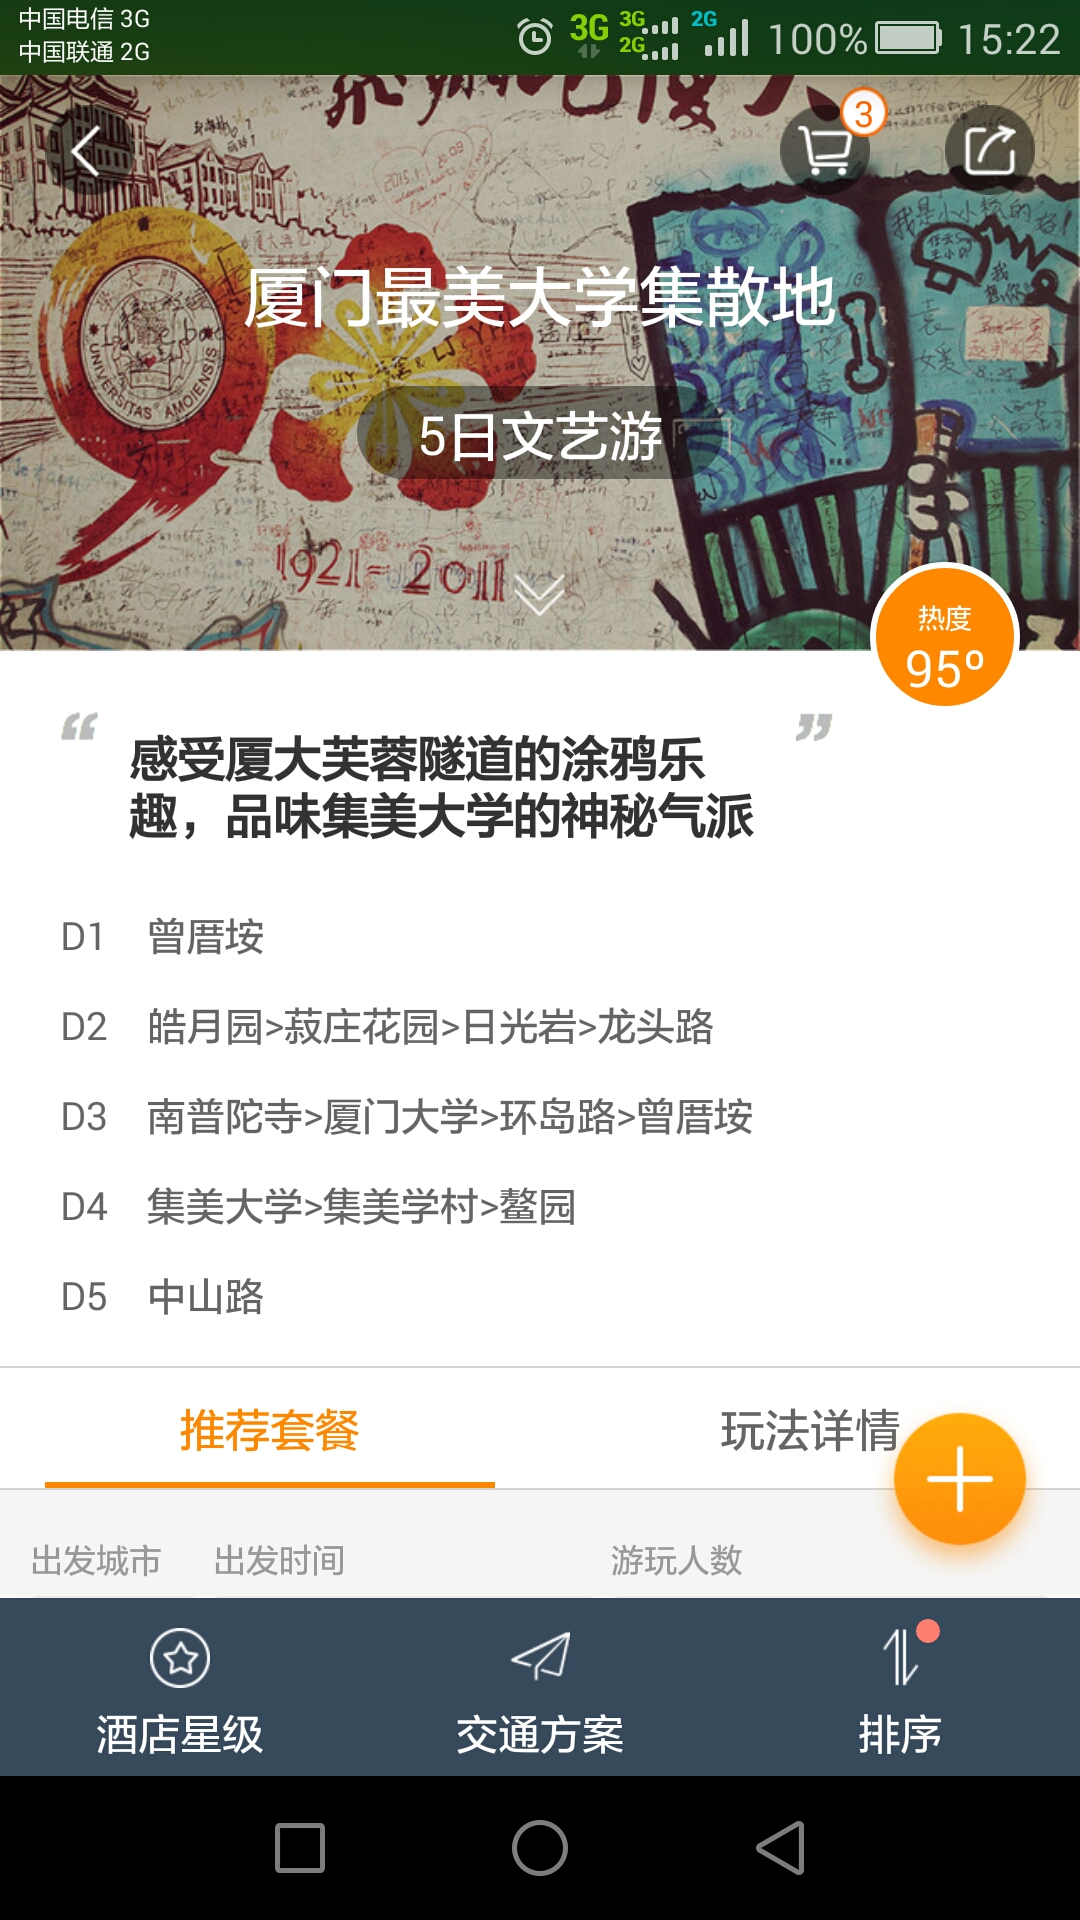 中国电信 3G
中国联通 2G
3G
3G
2G
2G
100%
15:22
3
厦门最美大学集散地
5日文艺游
UNIVERSITAS AMOIENSIS
1921-2011
热度
95º
“感受厦大芙蓉隧道的涂鸦乐
趣，品味集美大学的神秘气派”
D1 曾厝垵
D2 皓月园>菽庄花园>日光岩>龙头路
D3 南普陀寺>厦门大学>环岛路>曾厝垵
D4 集美大学>集美学村>鳌园
D5 中山路
推荐套餐
玩法详情
出发城市
出发时间
游玩人数
酒店星级
交通方案
排序